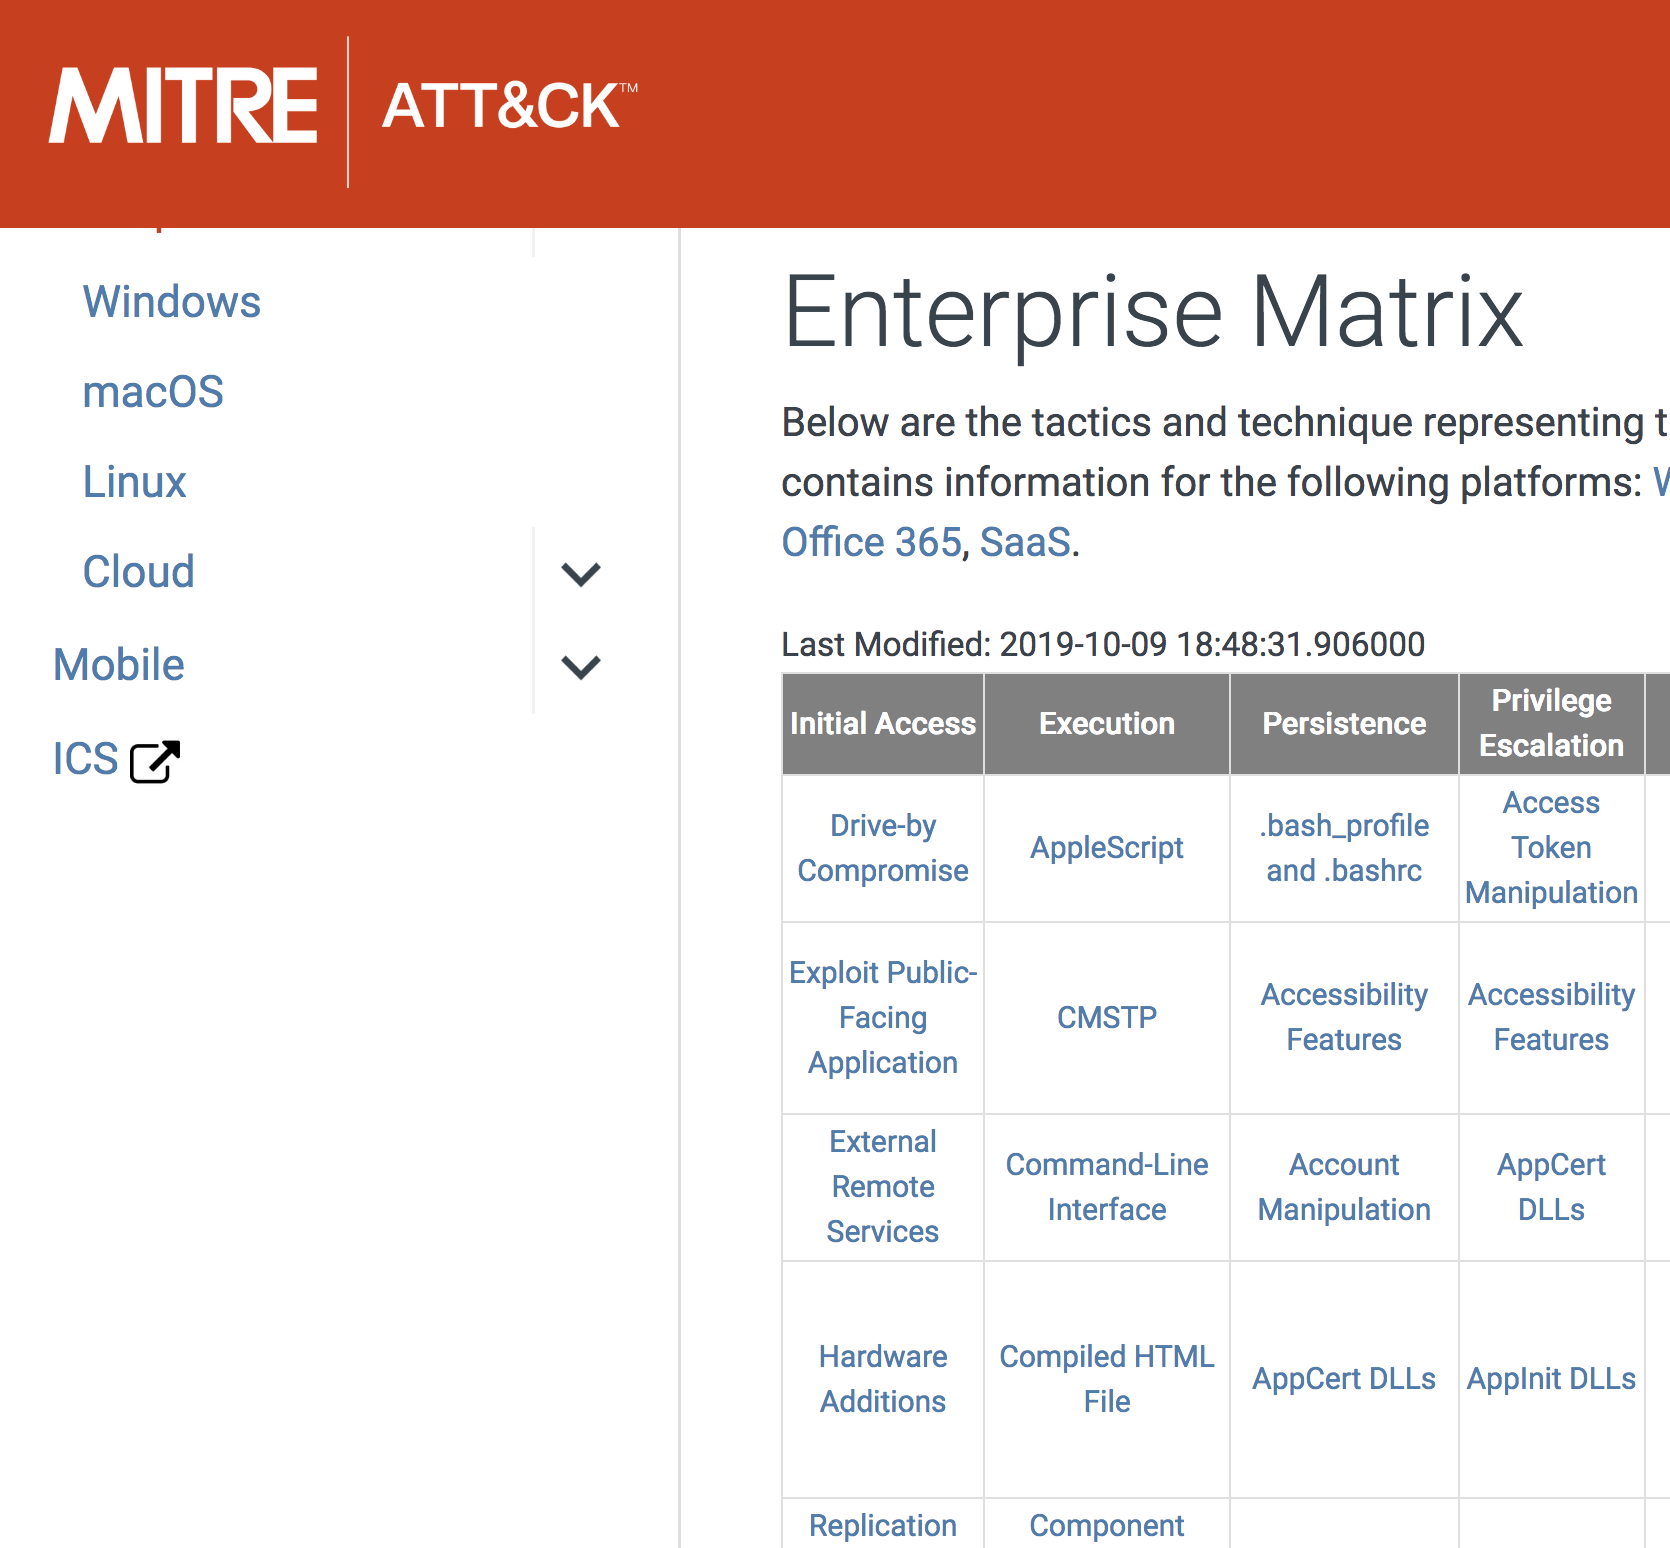 MITRE | ATT&CK™
Windows
macOS
Linux
Cloud
Mobile
ICS
Enterprise Matrix
Below are the tactics and technique representing
contains information for the following platforms:
Office 365, SaaS.
Last Modified: 2019-10-09 18:48:31.906000
Initial Access
Execution
Persistence
Privilege
Escalation
Drive-by
Compromise
AppleScript
.bash_profile
and .bashrc
Access
Token
Manipulation
Exploit Public-
Facing
Application
CMSTP
Accessibility
Features
Accessibility
Features
External
Remote
Services
Command-Line
Interface
Account
Manipulation
AppCert
DLLs
Hardware
Additions
Compiled HTML
File
AppCert DLLs
AppInit DLLs
Replication
Component